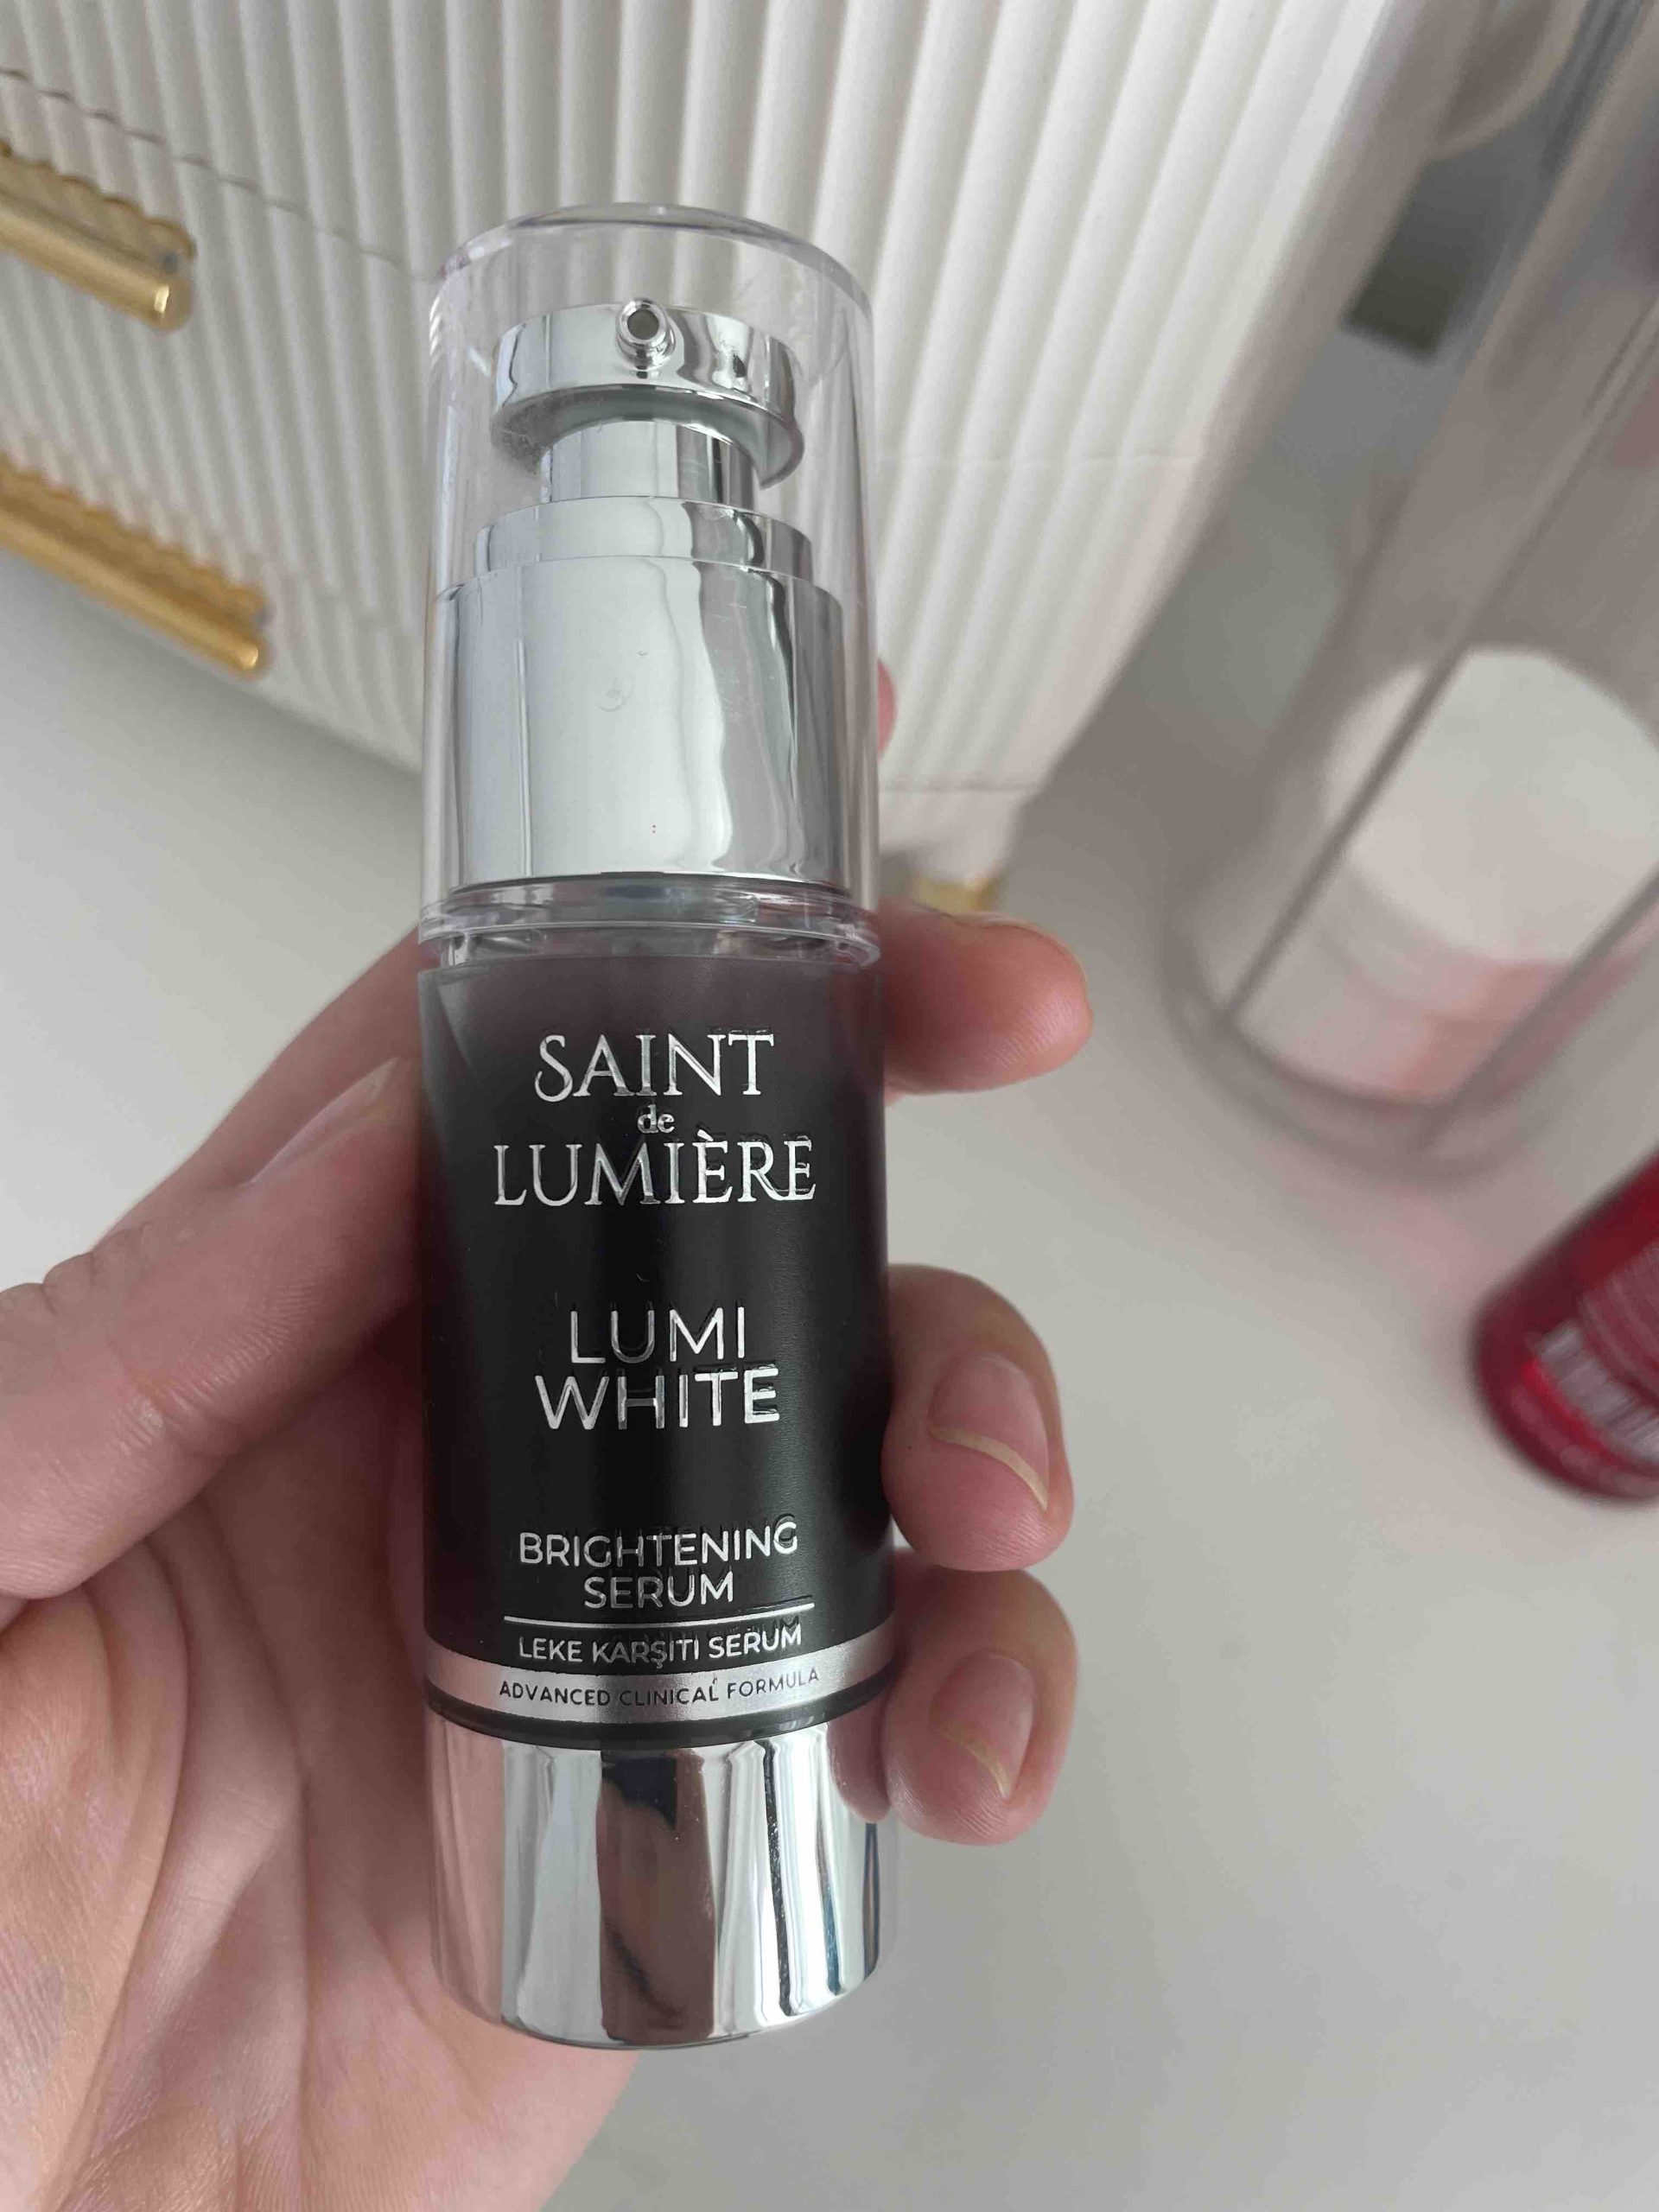 SAINT
de
LUMIÈRE
LUMI
WHITE
BRIGHTENING
SERUM
LEKE KARŞITI SERUM
ADVANCED CLINICAL FORMULA